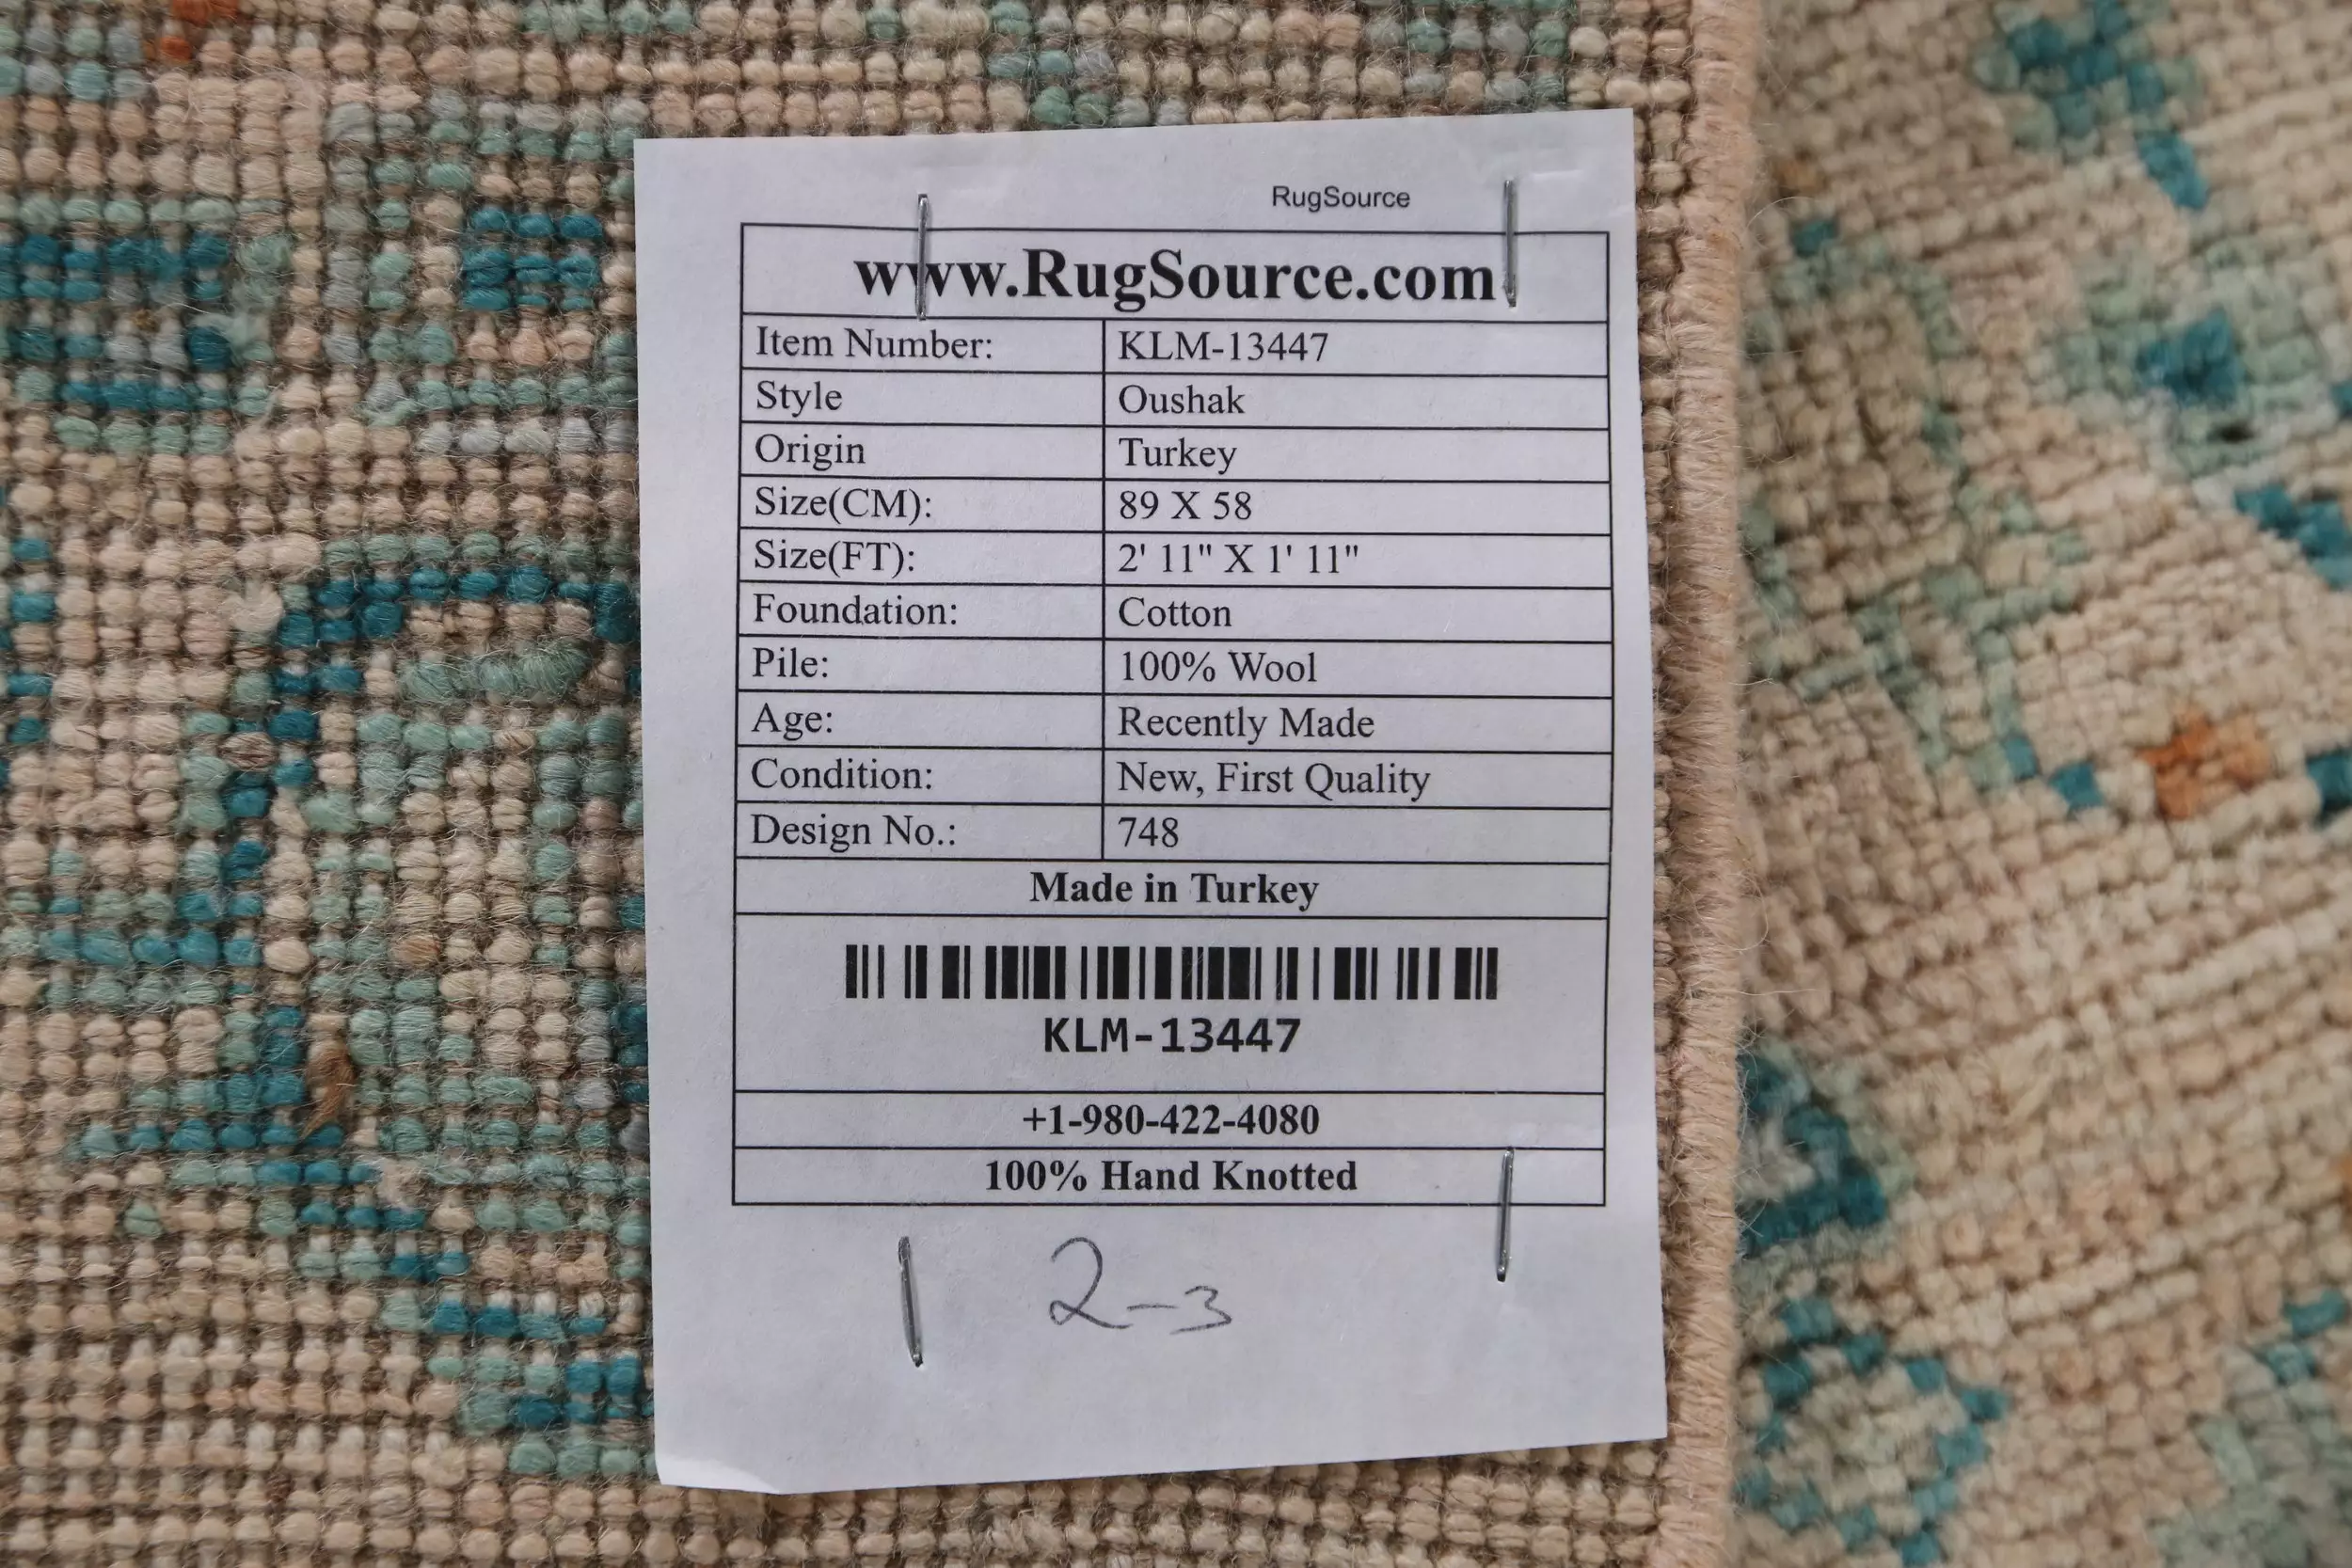 RugSource
www.RugSource.com
Item Number: KLM-13447
Style Oushak
Origin Turkey
Size(CM): 89 X 58
Size(FT): 2' 11" X 1' 11"
Foundation: Cotton
Pile: 100% Wool
Age: Recently Made
Condition: New, First Quality
Design No.: 748
Made in Turkey
KLM-13447
+1-980-422-4080
100% Hand Knotted
2-3